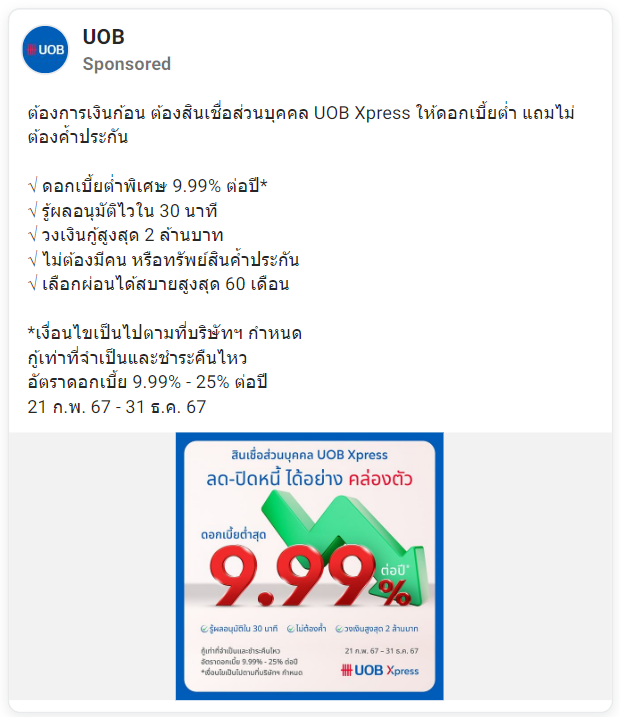 UOB
UOB
Sponsored
ต้องการเงินก้อน ต้องสินเชื่อส่วนบุคคล UOB Xpress ให้ดอกเบี้ยต่ำ แถมไม่
ต้องค้ำประกัน
√ ดอกเบี้ยต่ำพิเศษ 9.99% ต่อปี*
√ รู้ผลอนุมัติไวใน 30 นาที
√ วงเงินกู้สูงสุด 2 ล้านบาท
√ ไม่ต้องมีคน หรือทรัพย์สินค้ำประกัน
√ เลือกผ่อนได้สบายสูงสุด 60 เดือน
*เงื่อนไขเป็นไปตามที่บริษัทฯ กำหนด
กู้เท่าที่จำเป็นและชำระคืนไหว
อัตราดอกเบี้ย 9.99% - 25% ต่อปี
21 ก.พ. 67 - 31 ธ.ค. 67
สินเชื่อส่วนบุคคล UOB Xpress
ลด-ปิดหนี้ ได้อย่าง คล่องตัว
ดอกเบี้ยต่ำสุด
9.99% ต่อปี*
รู้ผลอนุมัติใน 30 นาที ไม่ต้องค้ำ วงเงินสูงสุด 2 ล้านบาท
กู้เท่าที่จำเป็นและชำระคืนไหว
อัตราดอกเบี้ย 9.99% - 25% ต่อปี
*เงื่อนไขเป็นไปตามที่บริษัทฯ กำหนด
21 ก.พ. 67 – 31 ธ.ค. 67
UOB Xpress